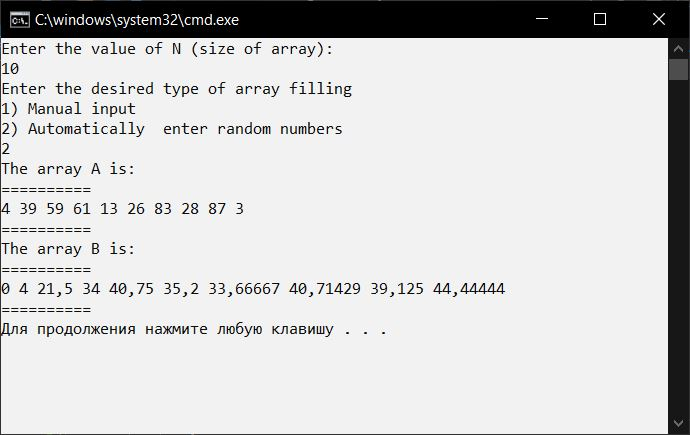 C:\windows\system32\cmd.exe
Enter the value of N (size of array):
10
Enter the desired type of array filling
1) Manual input
2) Automatically  enter random numbers
2
The array A is:
==========
4 39 59 61 13 26 83 28 87 3
==========
The array B is:
==========
0 4 21,5 34 40,75 35,2 33,66667 40,71429 39,125 44,44444
==========
Для продолжения нажмите любую клавишу . . .